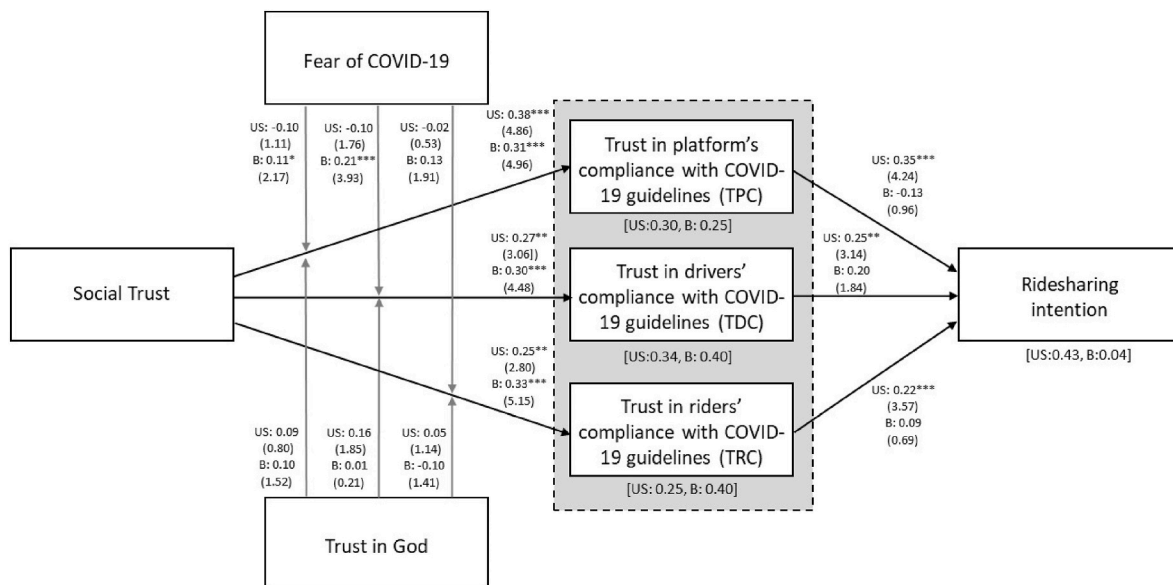 Fear of COVID-19
US: -0.10
(1.11)
B: 0.11*
(2.17)
US: -0.10
(1.76)
B: 0.21***
(3.93)
US: -0.02
(0.53)
B: 0.13
(1.91)
US: 0.38***
(4.86)
B: 0.31***
(4.96)
Trust in platform's
compliance with COVID-
19 guidelines (TPC)
[US:0.30, B: 0.25]
US: 0.35***
(4.24)
B: -0.13
(0.96)
Social Trust
US: 0.27**
(3.06])
B: 0.30***
(4.48)
Trust in drivers'
compliance with COVID-
19 guidelines (TDC)
[US:0.34, B: 0.40]
US: 0.25**
(3.14)
B: 0.20
(1.84)
Ridesharing
intention
[US:0.43, B:0.04]
US: 0.25**
(2.80)
B: 0.33***
(5.15)
Trust in riders'
compliance with COVID-
19 guidelines (TRC)
[US: 0.25, B: 0.40]
US: 0.22***
(3.57)
B: 0.09
(0.69)
US: 0.09
(0.80)
B: 0.10
(1.52)
US: 0.16
(1.85)
B: 0.01
(0.21)
US: 0.05
(1.14)
B: -0.10
(1.41)
Trust in God